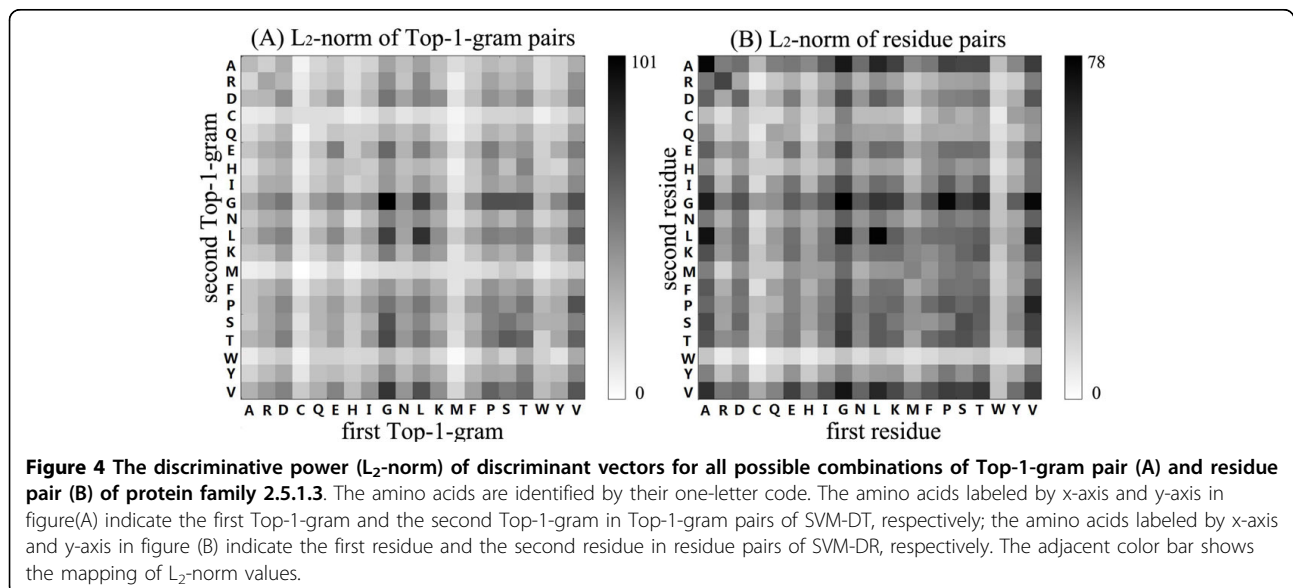 (A) L₂-norm of Top-1-gram pairs
A
R
D
C
Q
E
H
I
G
N
L
K
M
F
P
S
T
W
Y
V
second Top-1-gram
A R D C Q E H I G N L K M F P S T W Y V
first Top-1-gram
101
0
(B) L₂-norm of residue pairs
A
R
D
C
Q
E
H
I
G
N
L
K
M
F
P
S
T
W
Y
V
second residue
A R D C Q E H I G N L K M F P S T W Y V
first residue
78
0
Figure 4 The discriminative power (L₂-norm) of discriminant vectors for all possible combinations of Top-1-gram pair (A) and residue
pair (B) of protein family 2.5.1.3. The amino acids are identified by their one-letter code. The amino acids labeled by x-axis and y-axis in
figure(A) indicate the first Top-1-gram and the second Top-1-gram in Top-1-gram pairs of SVM-DT, respectively; the amino acids labeled by x-axis
and y-axis in figure (B) indicate the first residue and the second residue in residue pairs of SVM-DR, respectively. The adjacent color bar shows
the mapping of L₂-norm values.